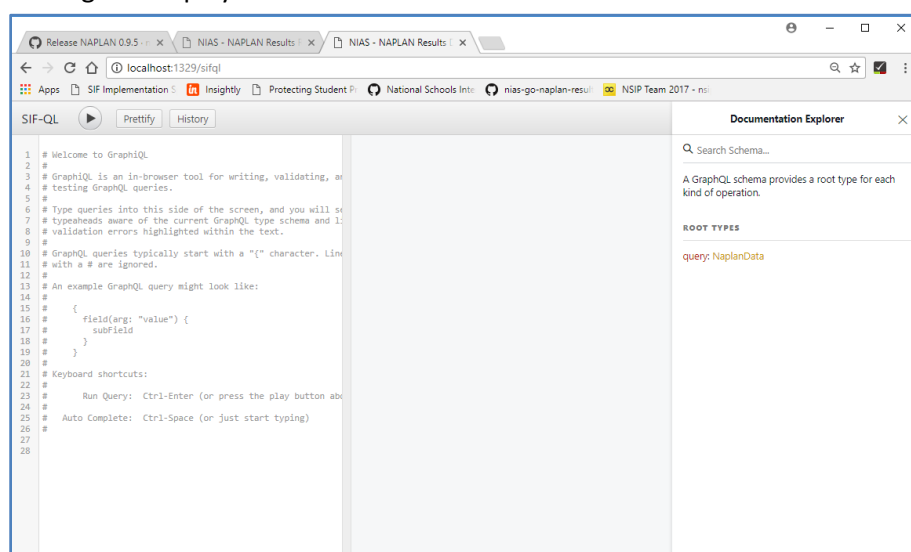 Release NAPLAN 0.9.5 · n
NIAS - NAPLAN Results
NIAS - NAPLAN Results
localhost:1329/sifql
Apps
SIF Implementation S
Insightly
Protecting Student Pr
National Schools Inte
nias-go-naplan-resul
NSIP Team 2017 - nsi
SIF-QL
Prettify
History
Documentation Explorer
1 # Welcome to GraphiQL
2 #
3 # GraphiQL is an in-browser tool for writing, validating, a
4 # testing GraphQL queries.
5 #
6 # Type queries into this side of the screen, and you will s
7 # typeaheads aware of the current GraphQL type schema and l
8 # validation errors highlighted within the text.
9 #
10 # GraphQL queries typically start with a "{" character. Line
11 # with a # are ignored.
12 #
13 # An example GraphQL query might look like:
14 #
15 #     {
16 #       field(arg: "value") {
17 #         subField
18 #       }
19 #     }
20 #
21 # Keyboard shortcuts:
22 #
23 #       Run Query:  Ctrl-Enter (or press the play button abo
24 #
25 #   Auto Complete:  Ctrl-Space (or just start typing)
26 #
27
28
Search Schema...
A GraphQL schema provides a root type for each
kind of operation.
ROOT TYPES
query: NaplanData